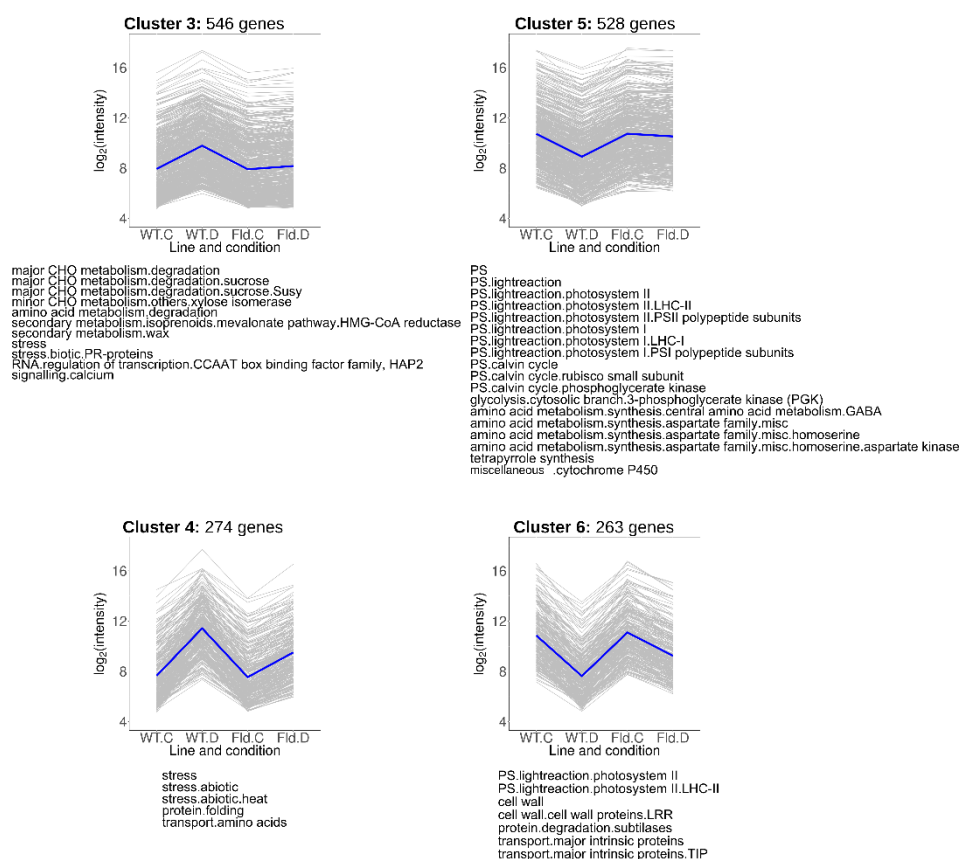 Cluster 3: 546 genes
log2(intensity)
16
12
8
4
WT.C WT.D Fld.C Fld.D
Line and condition
major CHO metabolism.degradation
major CHO metabolism.degradation.sucrose
major CHO metabolism.degradation.sucrose.Susy
minor CHO metabolism.others.xylose isomerase
amino acid metabolism.degradation
secondary metabolism.isoprenoids.mevalonate pathway.HMG-CoA reductase
secondary metabolism.wax
stress
stress.biotic.PR-proteins
RNA.regulation of transcription.CCAAT box binding factor family, HAP2
signalling.calcium
Cluster 5: 528 genes
log2(intensity)
16
12
8
4
WT.C WT.D Fld.C Fld.D
Line and condition
PS
PS.lightreaction
PS.lightreaction.photosystem II
PS.lightreaction.photosystem II.LHC-II
PS.lightreaction.photosystem II.PSII polypeptide subunits
PS.lightreaction.photosystem I
PS.lightreaction.photosystem I.LHC-I
PS.lightreaction.photosystem I.PSI polypeptide subunits
PS.calvin cycle
PS.calvin cycle.rubisco small subunit
PS.calvin cycle.phosphoglycerate kinase
glycolysis.cytosolic branch.3-phosphoglycerate kinase (PGK)
amino acid metabolism.synthesis.central amino acid metabolism.GABA
amino acid metabolism.synthesis.aspartate family.misc
amino acid metabolism.synthesis.aspartate family.misc.homoserine
amino acid metabolism.synthesis.aspartate family.misc.homoserine.aspartate kinase
tetrapyrrole synthesis
miscellaneous .cytochrome P450
Cluster 4: 274 genes
log2(intensity)
16
12
8
4
WT.C WT.D Fld.C Fld.D
Line and condition
stress
stress.abiotic
stress.abiotic.heat
protein.folding
transport.amino acids
Cluster 6: 263 genes
log2(intensity)
16
12
8
4
WT.C WT.D Fld.C Fld.D
Line and condition
PS.lightreaction.photosystem II
PS.lightreaction.photosystem II.LHC-II
cell wall
cell wall.cell wall proteins.LRR
protein.degradation.subtilases
transport.major intrinsic proteins
transport.major intrinsic proteins.TIP